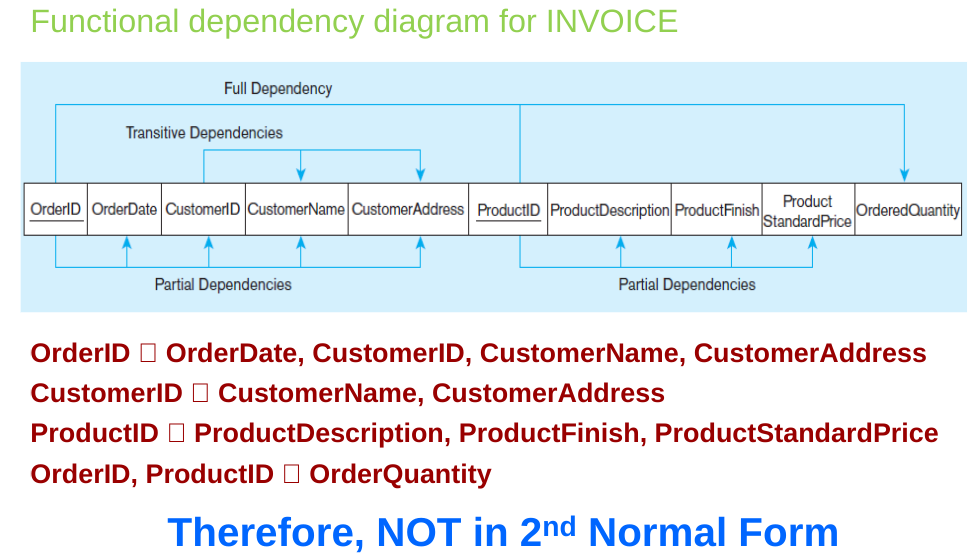 Functional dependency diagram for INVOICE
Full Dependency
Transitive Dependencies
OrderID OrderDate CustomerID CustomerName CustomerAddress ProductID ProductDescription ProductFinish Product StandardPrice OrderedQuantity
Partial Dependencies Partial Dependencies
OrderID  OrderDate, CustomerID, CustomerName, CustomerAddress
CustomerID  CustomerName, CustomerAddress
ProductID  ProductDescription, ProductFinish, ProductStandardPrice
OrderID, ProductID  OrderQuantity
Therefore, NOT in 2nd Normal Form